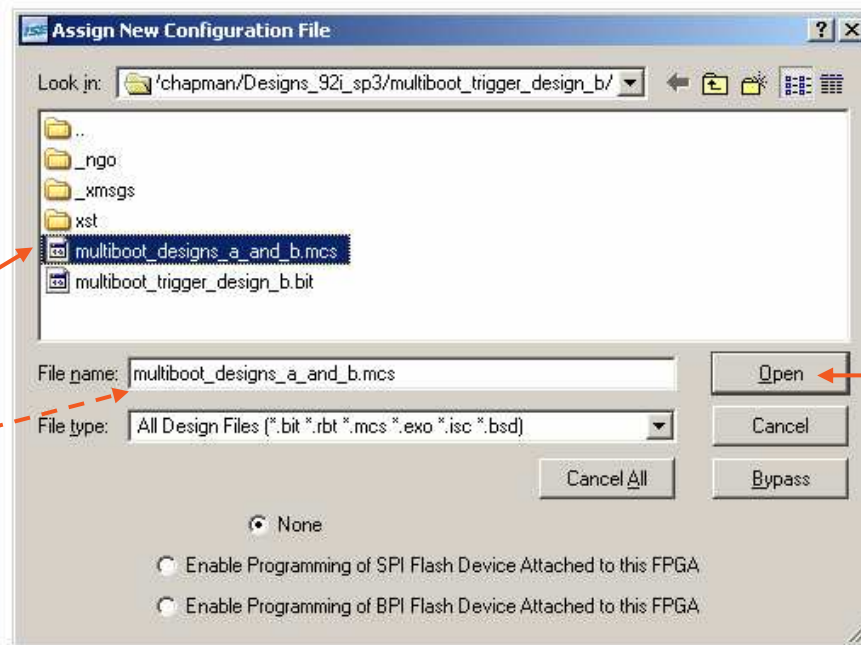 ISE Assign New Configuration File
Look in: '/chapman/Designs_92i_sp3/multiboot_trigger_design_b/
..
_ngo
_xmsgs
xst
multiboot_designs_a_and_b.mcs
multiboot_trigger_design_b.bit
File name: multiboot_designs_a_and_b.mcs Open
File type: All Design Files (*.bit *.rbt *.mcs *.exo *.isc *.bsd) Cancel
Cancel All Bypass
None
Enable Programming of SPI Flash Device Attached to this FPGA
Enable Programming of BPI Flash Device Attached to this FPGA